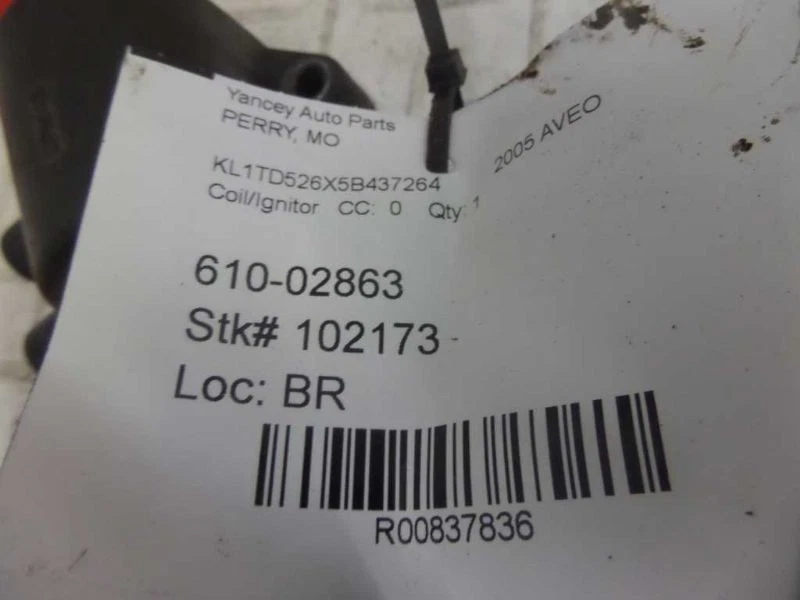 Yancey Auto Parts
PERRY, MO
2005 AVEO
KL1TD526X5B437264
Coil/Ignitor CC: 0 Qty: 1
610-02863
Stk# 102173
Loc: BR
R00837836